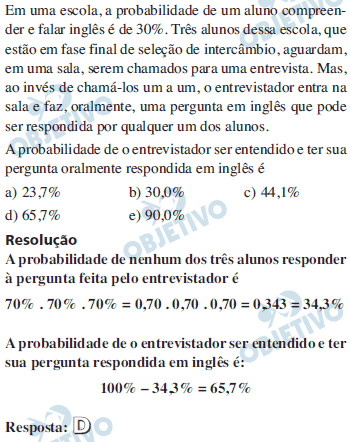 Em uma escola, a probabilidade de um aluno compreen-
der e falar inglês é de 30%. Três alunos dessa escola, que
estão em fase final de seleção de intercâmbio, aguardam,
em uma sala, serem chamados para uma entrevista. Mas,
ao invés de chamá-los um a um, o entrevistador entra na
sala e faz, oralmente, uma pergunta em inglês que pode
ser respondida por qualquer um dos alunos.
A probabilidade de o entrevistador ser entendido e ter sua
pergunta oralmente respondida em inglês é
a) 23,7% b) 30,0% c) 44,1%
d) 65,7% e) 90,0%
OBJETIVO
Resolução
A probabilidade de nenhum dos três alunos responder
à pergunta feita pelo entrevistador é
70% . 70% . 70% = 0,70 . 0,70 . 0,70 = 0,343 = 34,3%
OBJETIVO
A probabilidade de o entrevistador ser entendido e ter
sua pergunta respondida em inglês é:
100% – 34,3% = 65,7%
Resposta: D
OBJETIVO